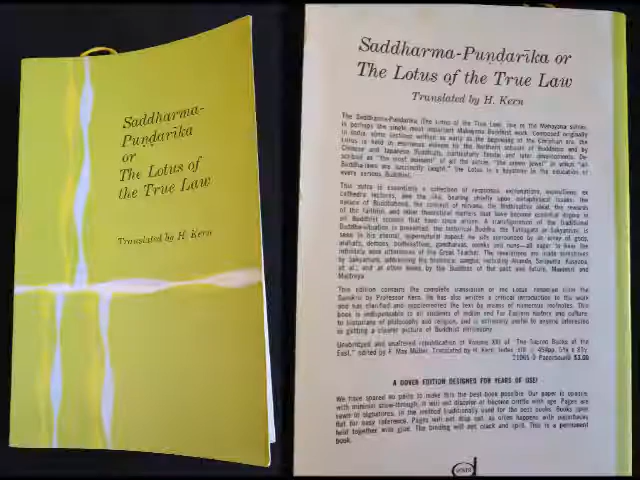 Saddharma-
Puṇḍarīka
or
The Lotus of
the True Law
Translated by H. Kern
Saddharma-Puṇḍarīka or
The Lotus of the True Law
Translated by H. Kern
The Saddharma-Pundarika (The Lotus of the True Law, one of the Mahayana sutras,
is perhaps the single most important Mahayana Buddhist work. Composed originally
in India, some sections written as early as the beginning of the Christian era, the
Lotus is held in enormous esteem by the Northern schools of Buddhism and by
Chinese and Japanese Buddhists, particularly Tendai and later developments.
"the most eminent" of all the sutras, "the crown jewel" in which "all
Buddha-laws are succinctly taught," the Lotus is a keystone in the education of
every serious Buddhist.
This sutra is essentially a collection of responses, explanations,
lectures, and the like, bearing chiefly upon metaphysical issues: the
nature of Buddhahood, the concept of nirvana, the Bodhisattva ideal, the rewards
of the faithful, and other theoretical matters that have become essential dogma in
all Buddhist schools that have since arisen. A transfiguration of the traditional
is presented: the historical Buddha, the Tathagata or Sakyamuni, is
seen in his eternal, supernatural aspect; he sits surrounded by an array of gods,
arahats, demons, bodhisattvas, gandharvas, monks and nuns—all eager to hear the
infinitely wise utterances of the Great Teacher. The revelations are made sometimes
by Sakyamuni, addressing the historical sangha, including Ananda, Sariputra, Kasyapa,
et al.; and at other times by the Buddhas of the past and future, Maitreya and
This edition contains the complete translation of the Lotus rendered from the
Sanskrit by Professor Kern. He has also written a critical introduction to the work
and has clarified and supplemented the text by means of numerous footnotes. This
book is indispensable to all students of Indian and Far Eastern history and culture,
to historians of philosophy and religion, and is extremely useful to anyone interested
in getting a clearer picture of Buddhist philosophy.
Unabridged and unaltered republication of Volume XXI of "The Sacred Books of the
East," edited by F. Max Müller. Translated by H. Kern. Index. xlii + 454pp. 5⅜ x 8½.
Paperbound $3.00
A DOVER EDITION DESIGNED FOR YEARS OF USE!
We have spared no pains to make this the best book possible. Our paper is opaque,
with minimal show-through; it will not discolor or become brittle with age. Pages are
sewn in signatures, in the method traditionally used for the best books. Books open
flat for easy reference. Pages will not drop out, as often happens with paperbacks
held together with glue. The binding will not crack and split. This is a permanent
book.